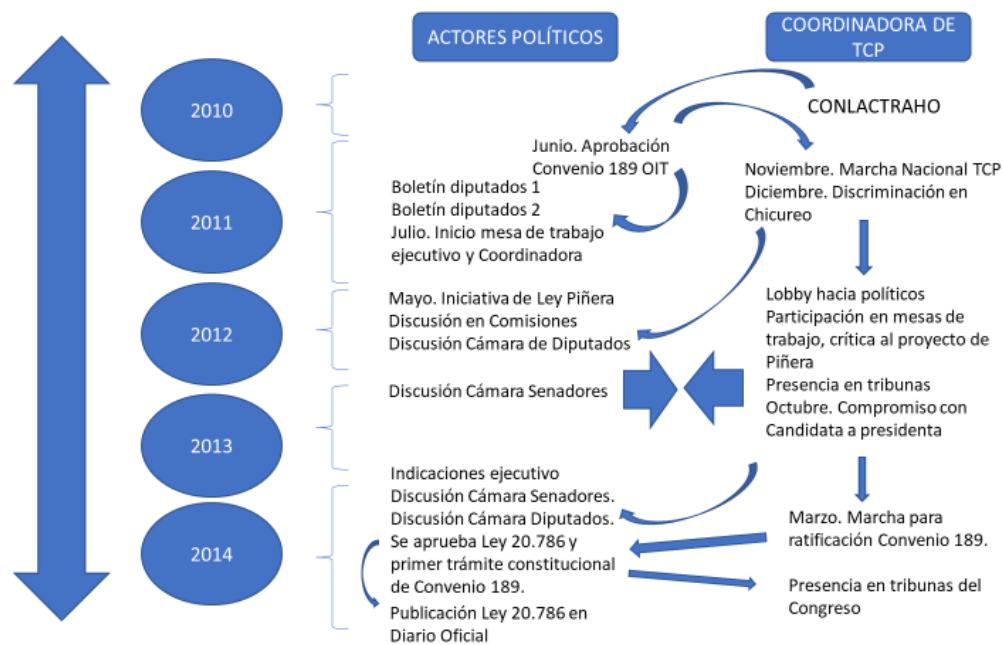 ACTORES POLÍTICOS
COORDINADORA DE
TCP
2010
CONLACTRAHO
2011
Junio. Aprobación
Convenio 189 OIT
Boletín diputados 1
Boletín diputados 2
Julio. Inicio mesa de trabajo
ejecutivo y Coordinadora
Noviembre. Marcha Nacional TCP
Diciembre. Discriminación en
Chicureo
2012
Mayo. Iniciativa de Ley Piñera
Discusión en Comisiones
Discusión Cámara de Diputados
Lobby hacia políticos
Participación en mesas de
trabajo, crítica al proyecto de
Piñera
Presencia en tribunas
Octubre. Compromiso con
Candidata a presidenta
2013
Discusión Cámara Senadores
2014
Indicaciones ejecutivo
Discusión Cámara Senadores.
Discusión Cámara Diputados.
Se aprueba Ley 20.786 y
primer trámite constitucional
de Convenio 189.
Publicación Ley 20.786 en
Diario Oficial
Marzo. Marcha para
ratificación Convenio 189.
Presencia en tribunas del
Congreso